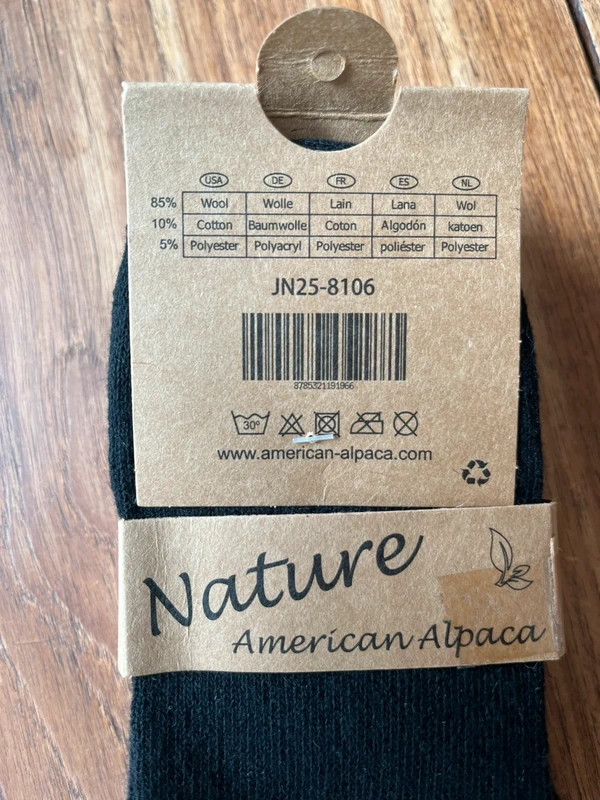 USA DE FR ES NL
85% Wool Wolle Lain Lana Wol
10% Cotton Baumwolle Coton Algodón katoen
5% Polyester Polyacryl Polyester poliéster Polyester
JN25-8106
8785321191966
30°
www.american-alpaca.com
Nature
American Alpaca